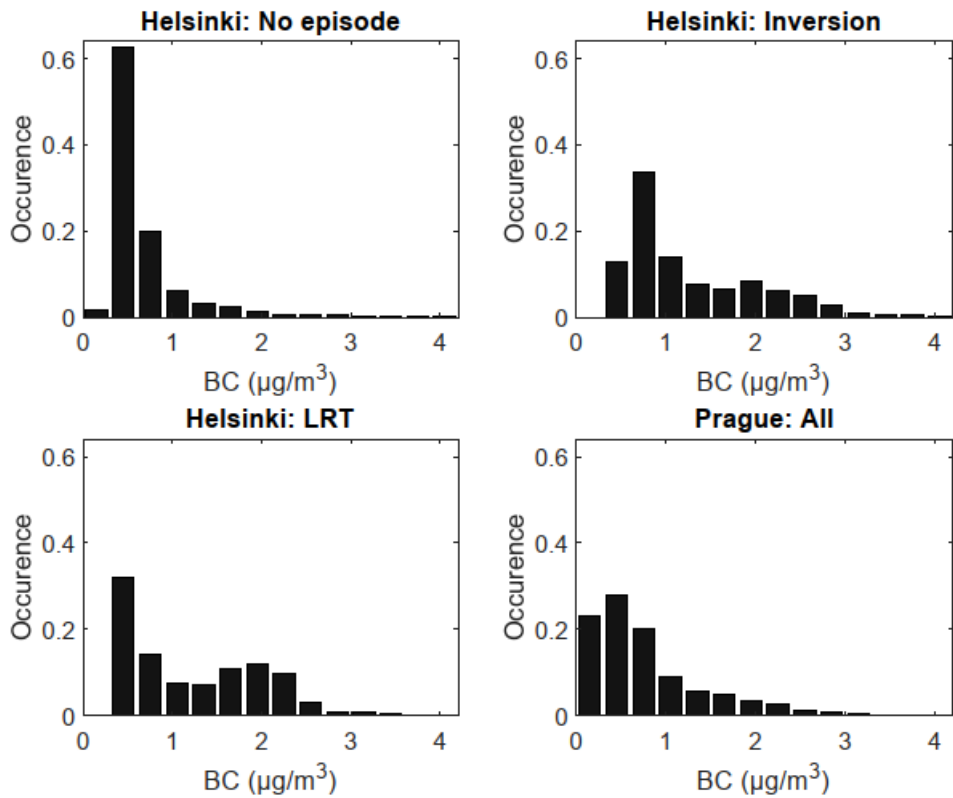 Helsinki: No episode
Occurence
0.6
0.4
0.2
0
0 1 2 3 4
BC (µg/m³)
Helsinki: Inversion
Occurence
0.6
0.4
0.2
0
0 1 2 3 4
BC (µg/m³)
Helsinki: LRT
Occurence
0.6
0.4
0.2
0
0 1 2 3 4
BC (µg/m³)
Prague: All
Occurence
0.6
0.4
0.2
0
0 1 2 3 4
BC (µg/m³)